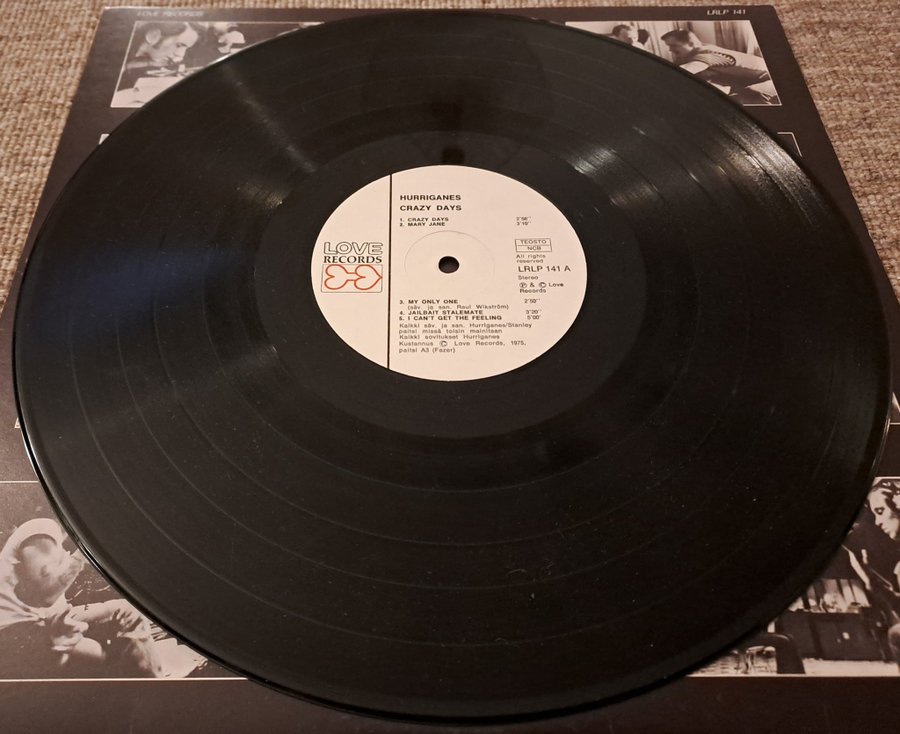 LOVE RECORDS
LRLP 141
HURRIGANES
CRAZY DAYS
1. CRAZY DAYS 2'56''
2. MARY JANE 3'10'
LOVE
RECORDS
TEOSTO
NCB
All rights
reserved
LRLP 141 A
Stereo
Ⓟ & © Love
Records
3. MY ONLY ONE 2'50''
(säv. ja san. Raul Wikström)
4. JAILBAIT STALEMATE 3'20''
5. I CAN'T GET THE FEELING 5'00'
Kaikki säv. ja san. Hurriganes/Stanley
paitsi missä toisin mainitaan
Kaikki sovitukset Hurriganes
Kustannus © Love Records, 1975,
paitsi A3 (Fazer)